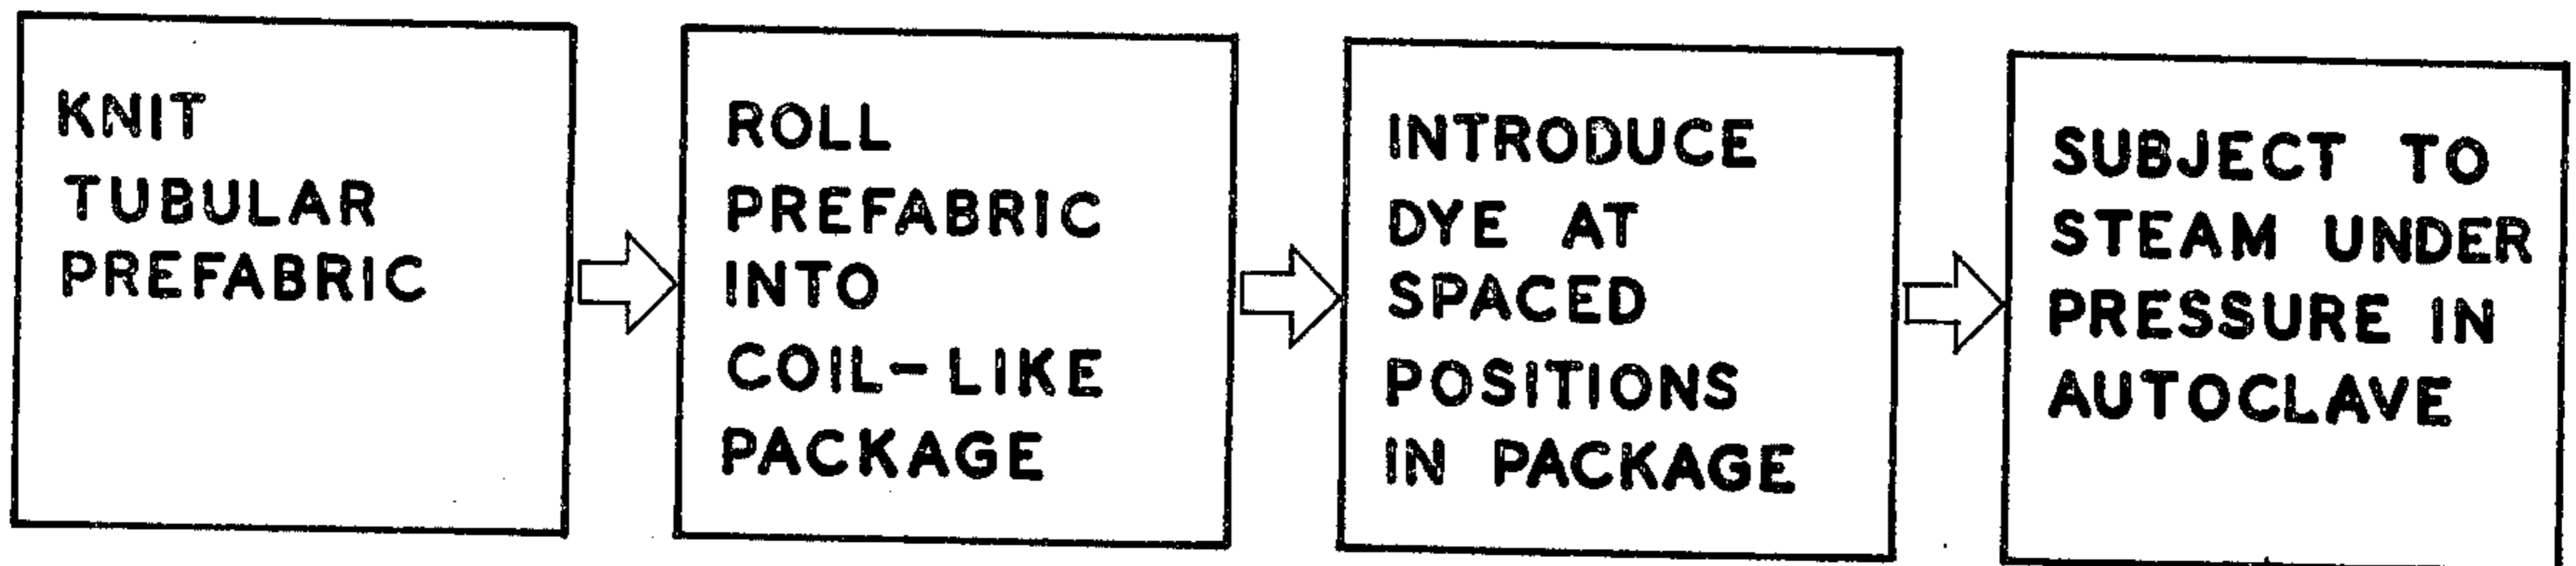 KNIT
TUBULAR
PREFABRIC
ROLL
PREFABRIC
INTO
COIL-LIKE
PACKAGE
INTRODUCE
DYE AT
SPACED
POSITIONS
IN PACKAGE
SUBJECT TO
STEAM UNDER
PRESSURE IN
AUTOCLAVE